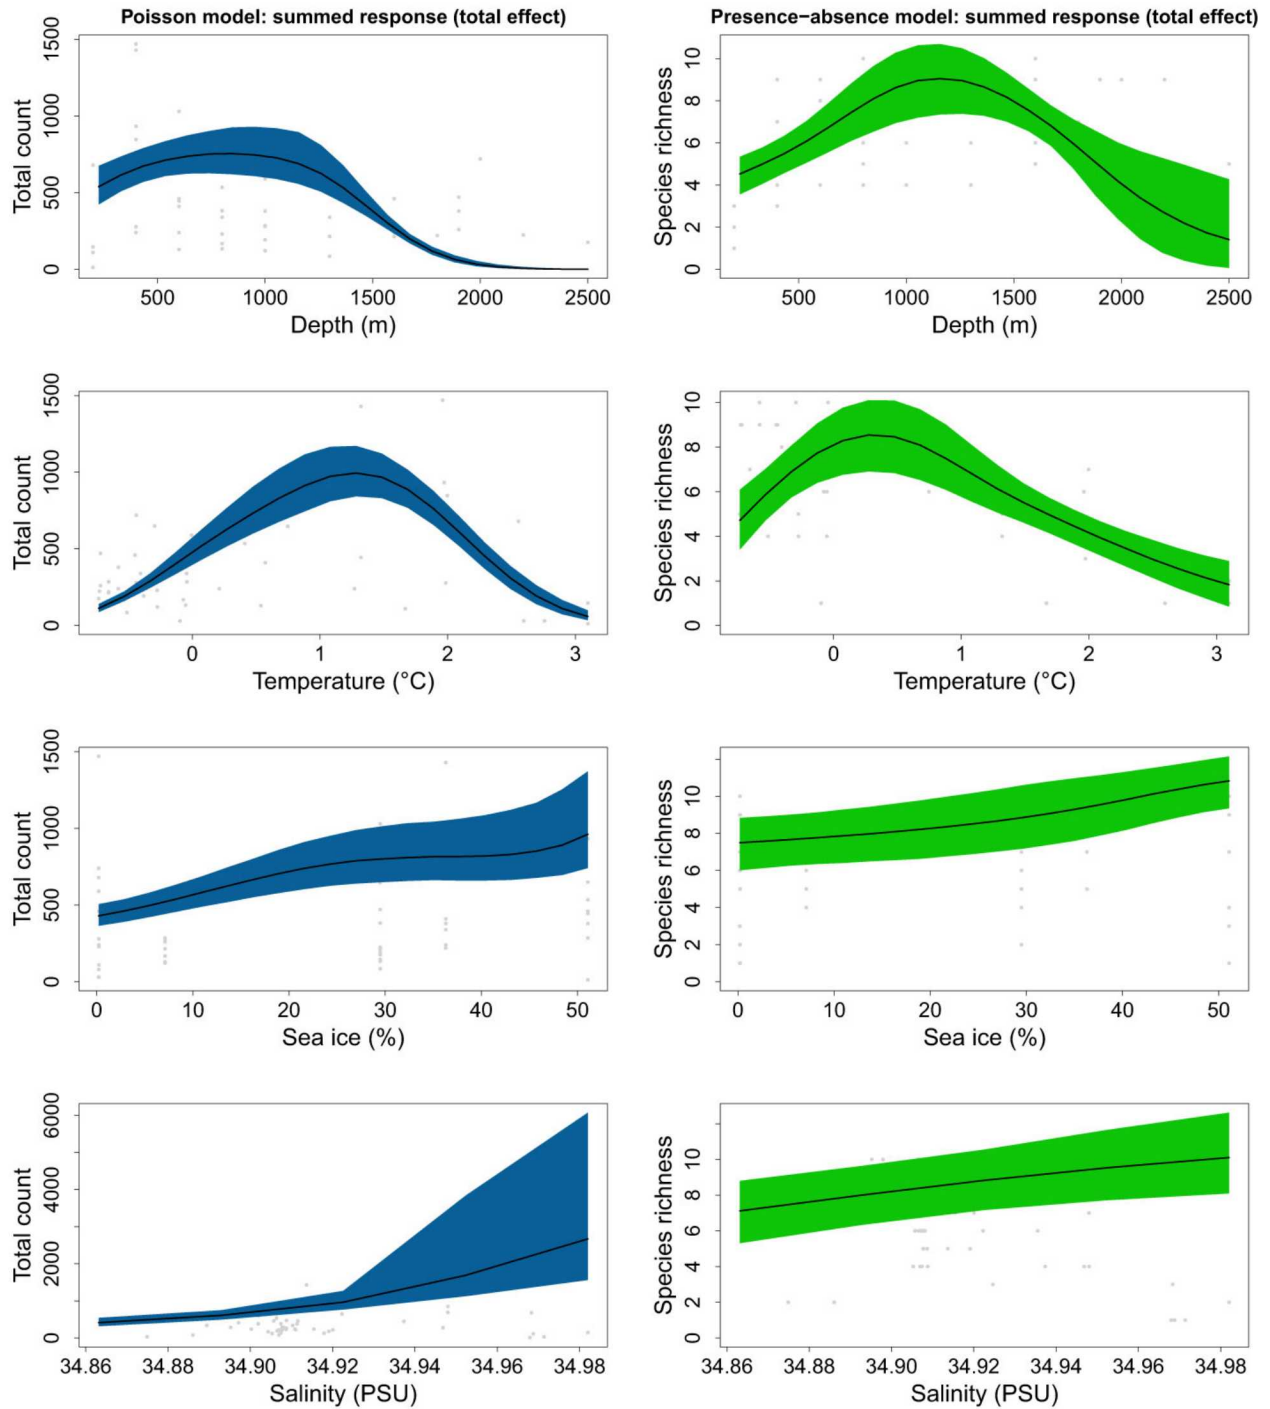 Poisson model: summed response (total effect)
Presence−absence model: summed response (total effect)
Total count
0 500 1000 1500
500 1000 1500 2000 2500
Depth (m)
Species richness
0 2 4 6 8 10
500 1000 1500 2000 2500
Depth (m)
Total count
0 500 1000 1500
0 1 2 3
Temperature (°C)
Species richness
0 2 4 6 8 10
0 1 2 3
Temperature (°C)
Total count
0 500 1000 1500
0 10 20 30 40 50
Sea ice (%)
Species richness
0 2 4 6 8 10
0 10 20 30 40 50
Sea ice (%)
Total count
0 2000 4000 6000
34.86 34.88 34.90 34.92 34.94 34.96 34.98
Salinity (PSU)
Species richness
0 2 4 6 8 10
34.86 34.88 34.90 34.92 34.94 34.96 34.98
Salinity (PSU)